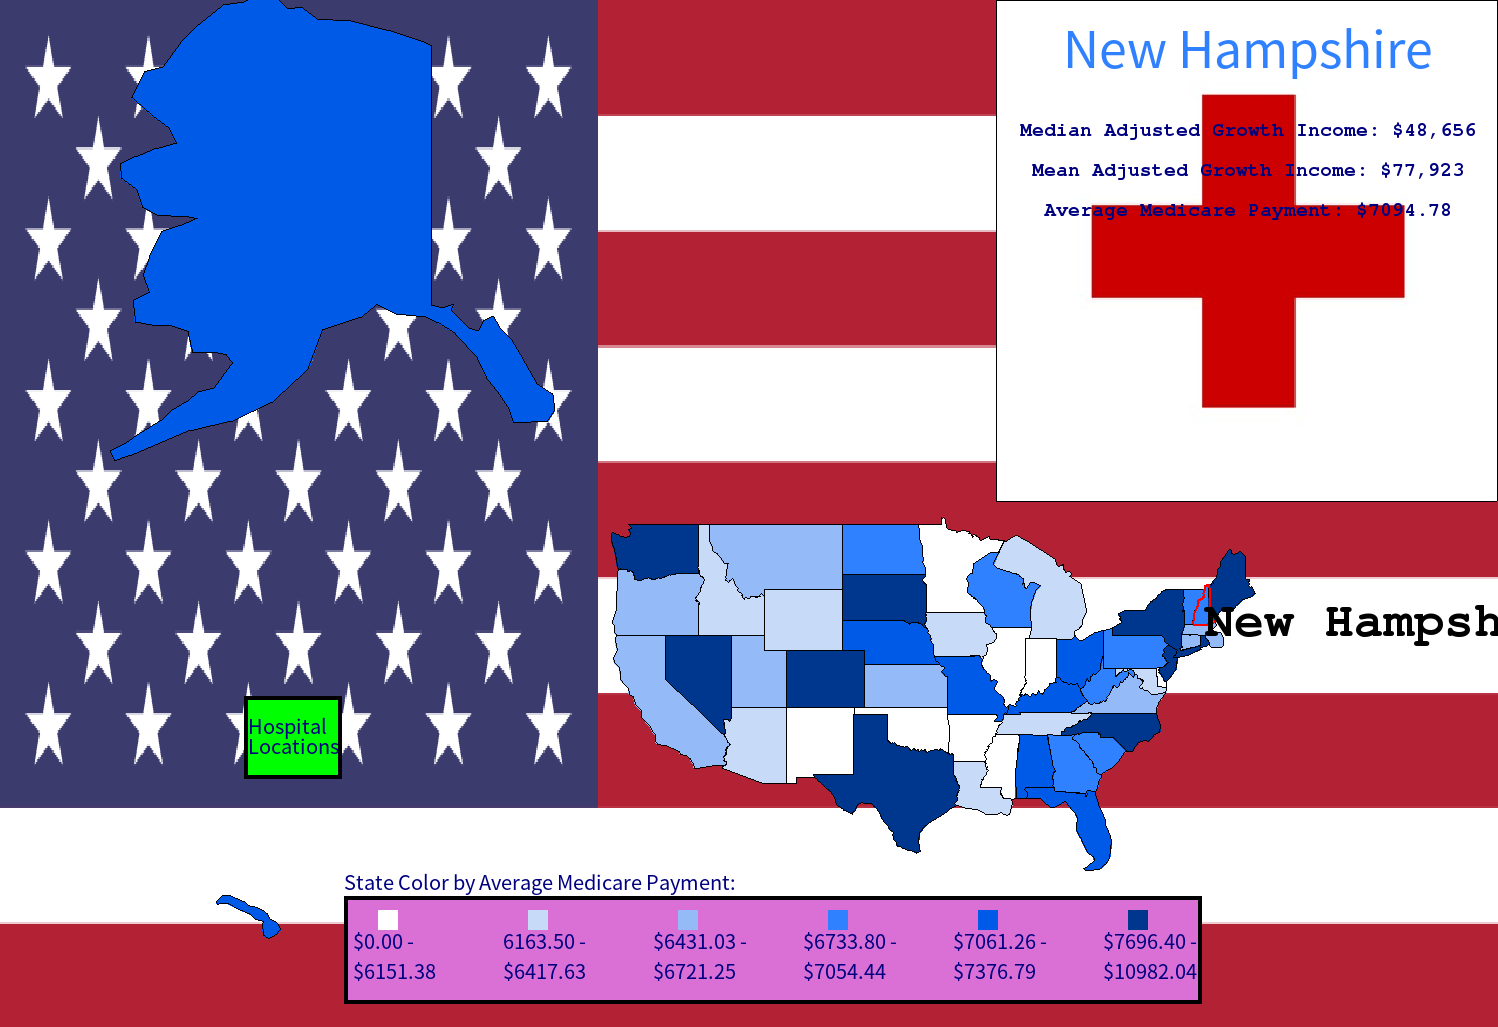 New Hampshire
Median Adjusted Growth Income: $48,656
Mean Adjusted Growth Income: $77,923
Average Medicare Payment: $7094.78
New Hampsh
Hospital
Locations
State Color by Average Medicare Payment:
$0.00 - 6163.50 - $6431.03 - $6733.80 - $7061.26 - $7696.40 -
$6151.38 $6417.63 $6721.25 $7054.44 $7376.79 $10982.04